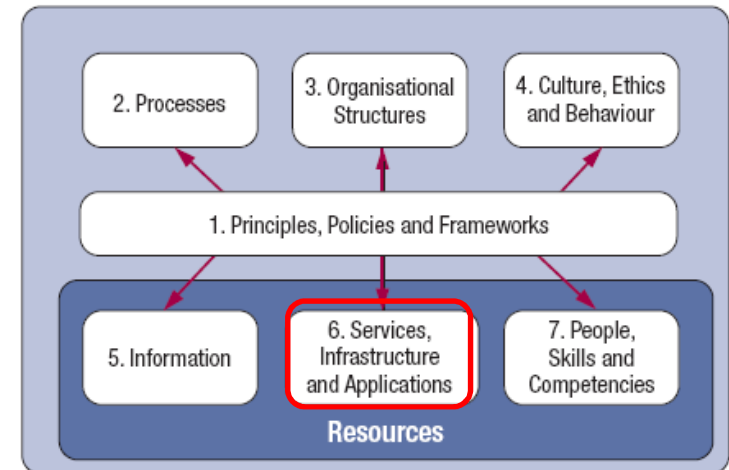 2. Processes
3. Organisational
Structures
4. Culture, Ethics
and Behaviour
1. Principles, Policies and Frameworks
5. Information
6. Services,
Infrastructure
and Applications
7. People,
Skills and
Competencies
Resources